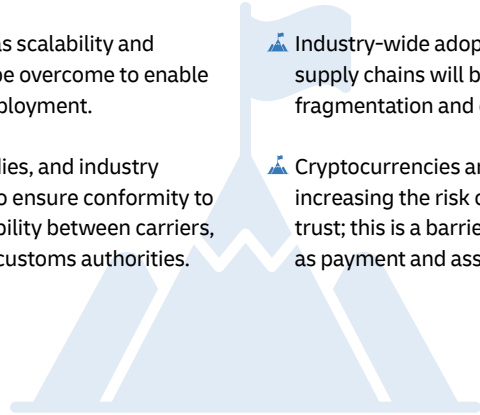 as scalability and
be overcome to enable
ployment.
dies, and industry
o ensure conformity to
bility between carriers,
customs authorities.
Industry-wide adop
supply chains will b
fragmentation and
Cryptocurrencies ar
increasing the risk o
trust; this is a barrie
as payment and ass